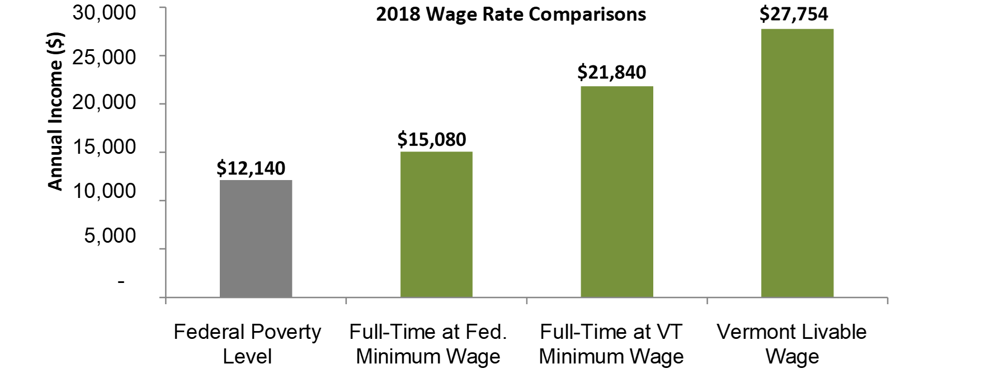 2018 Wage Rate Comparisons
Annual Income ($)
30,000
25,000
20,000
15,000
10,000
5,000
-
$12,140
$15,080
$21,840
$27,754
Federal Poverty
Level
Full-Time at Fed.
Minimum Wage
Full-Time at VT
Minimum Wage
Vermont Livable
Wage